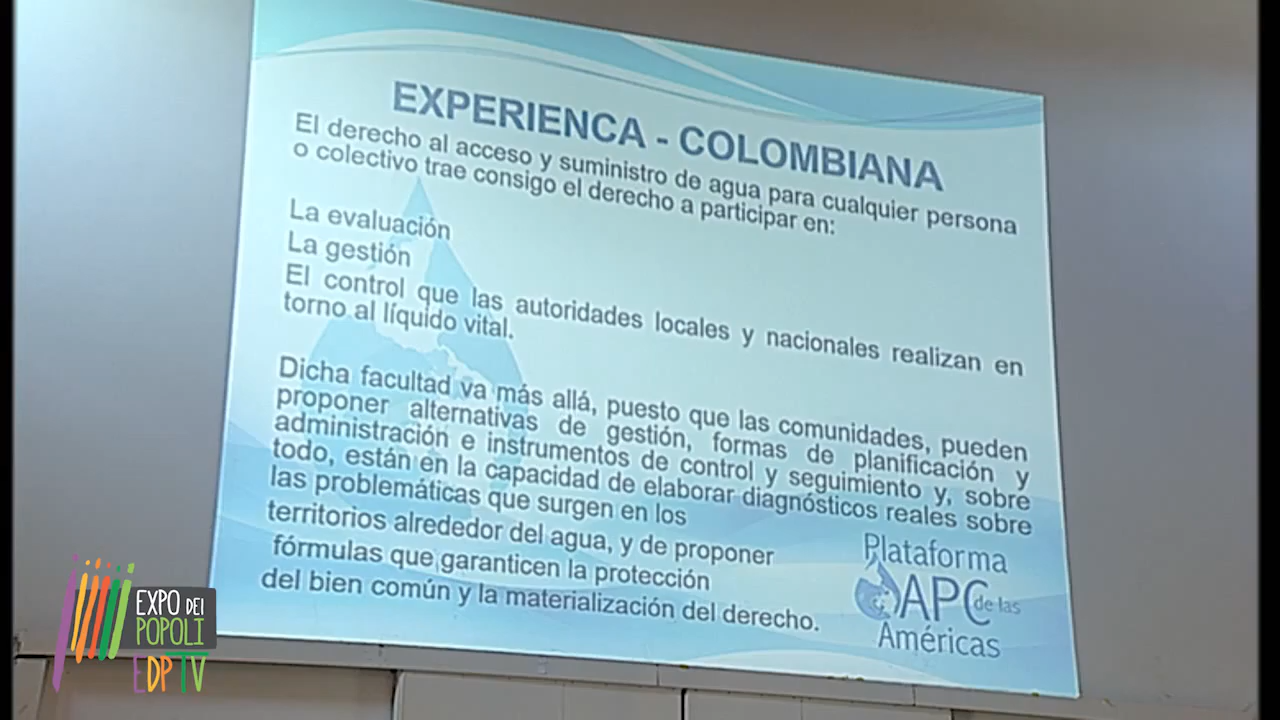 EXPERIENCA - COLOMBIANA
El derecho al acceso y suministro de agua para cualquier persona
o colectivo trae consigo el derecho a participar en:
La evaluación
La gestión
El control que las autoridades locales y nacionales realizan en
torno al líquido vital.
Dicha facultad va más allá, puesto que las comunidades, pueden
proponer alternativas de gestión, formas de planificación y
administración e instrumentos de control y seguimiento y, sobre
todo, están en la capacidad de elaborar diagnósticos reales sobre
las problemáticas que surgen en los
territorios alrededor del agua, y de proponer
fórmulas que garanticen la protección
del bien común y la materialización del derecho.
Plataforma
APC de las
Américas
EXPO DEI
POPOLI
EDPTV